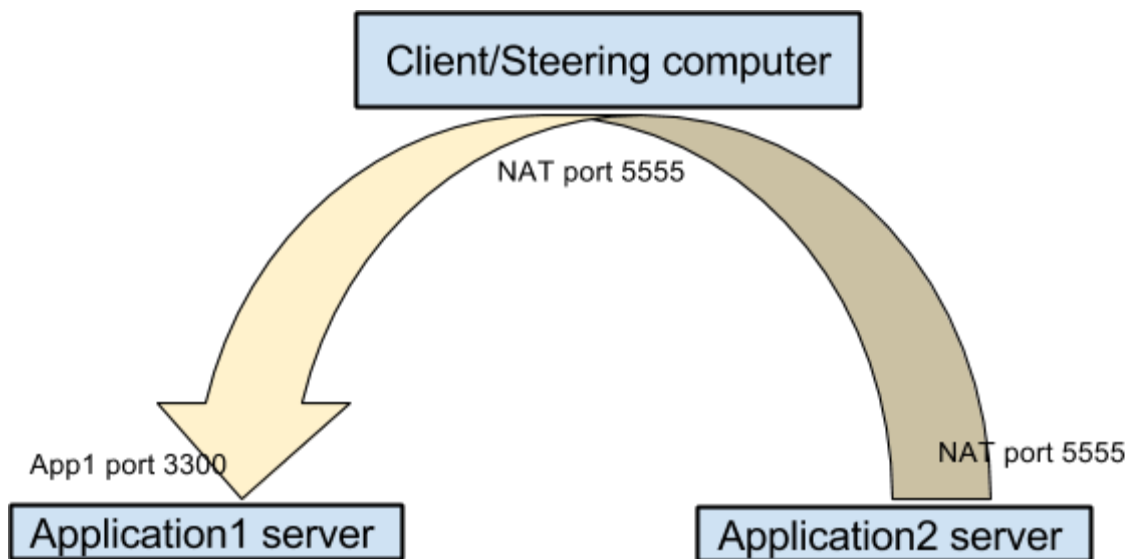 Client/Steering computer
NAT port 5555
App1 port 3300
NAT port 5555
Application1 server
Application2 server